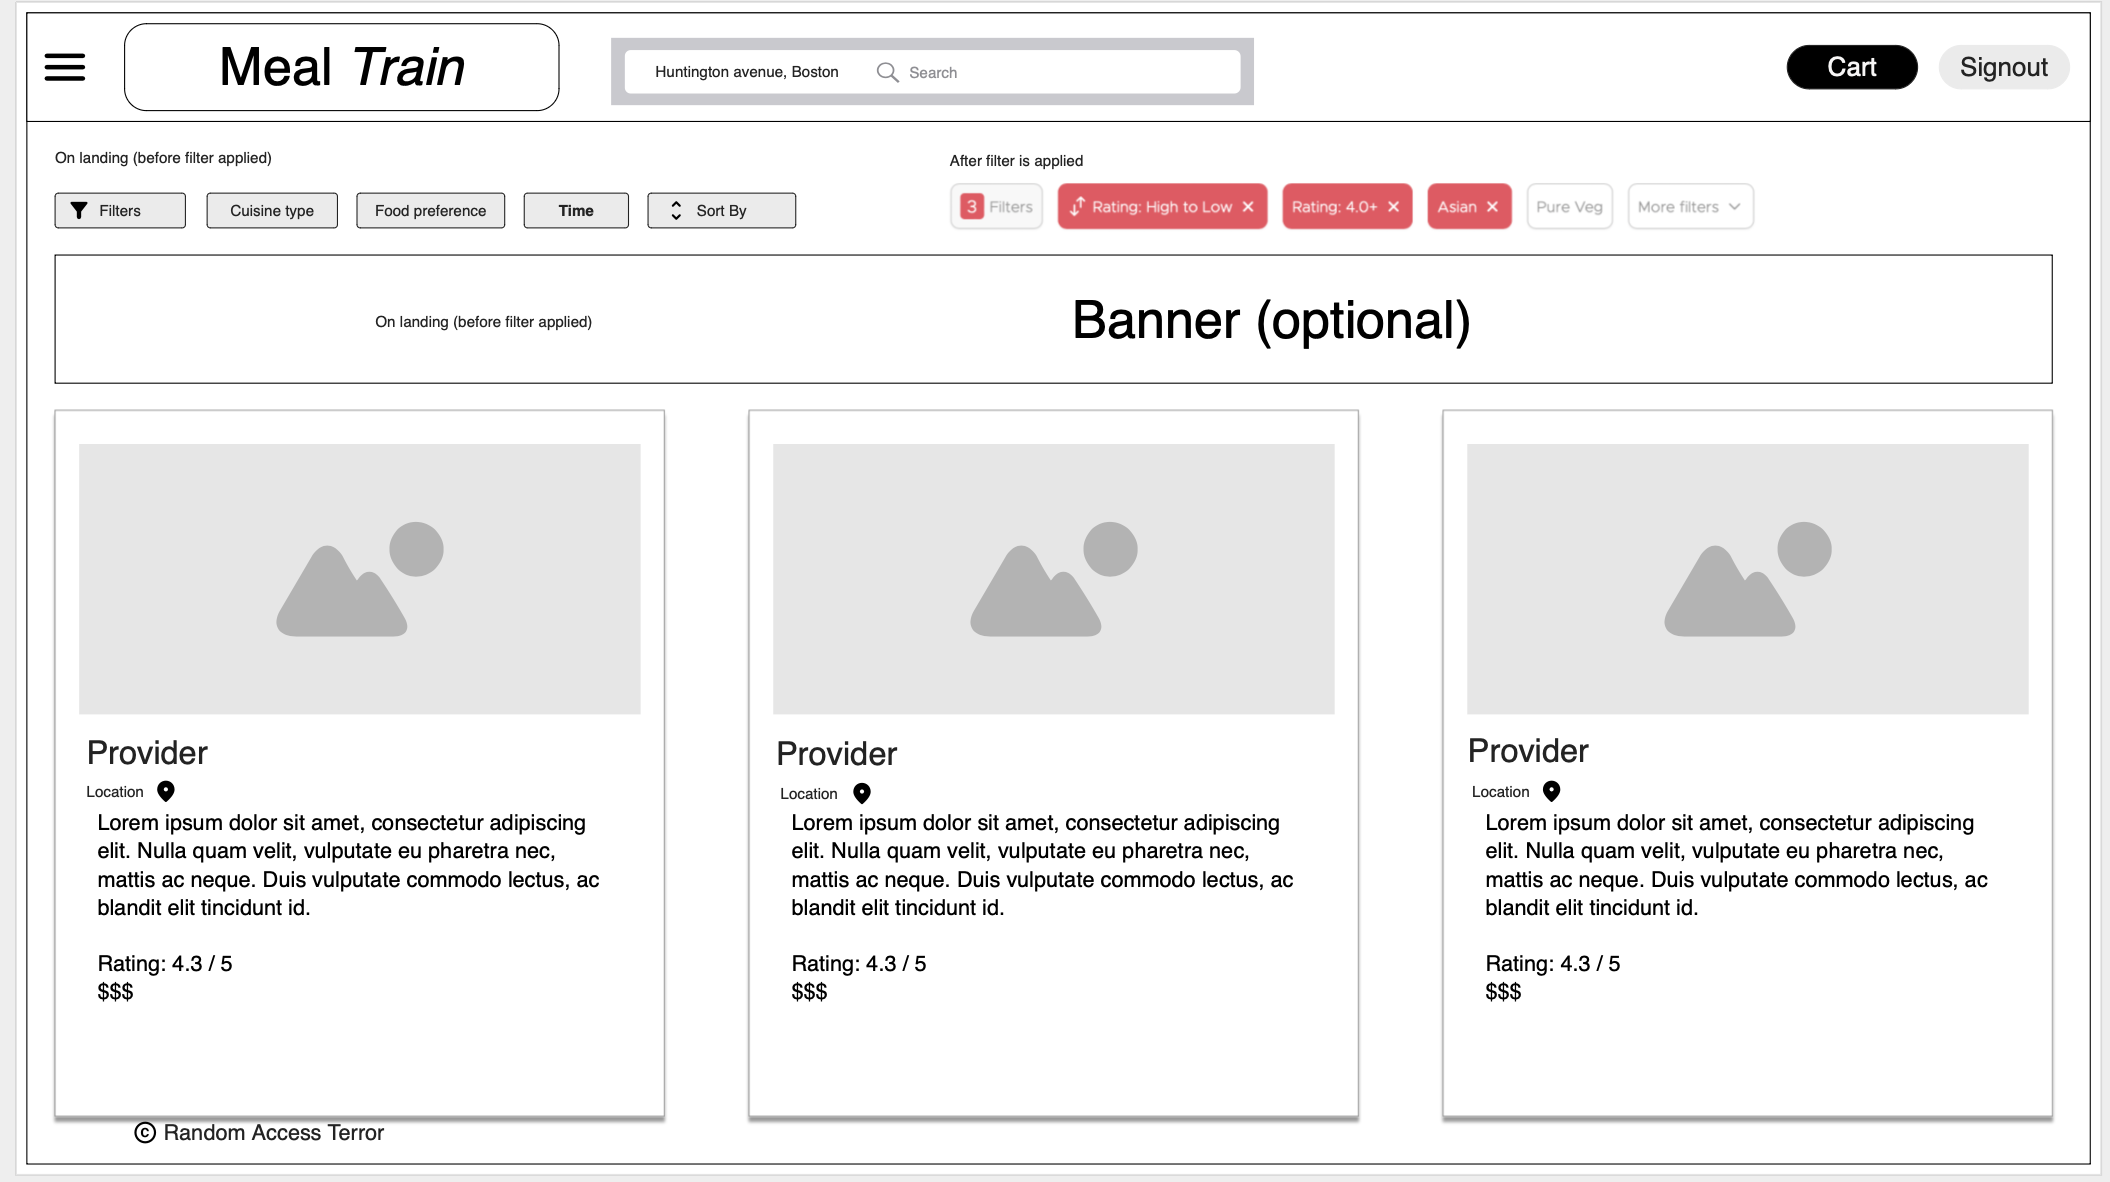 Meal Train
Huntington avenue, Boston Search
Cart
Signout
On landing (before filter applied)
Filters
Cuisine type
Food preference
Time
Sort By
After filter is applied
3 Filters
Rating: High to Low ✕
Rating: 4.0+ ✕
Asian ✕
Pure Veg
More filters
On landing (before filter applied)
Banner (optional)
Provider
Location
Lorem ipsum dolor sit amet, consectetur adipiscing
elit. Nulla quam velit, vulputate eu pharetra nec,
mattis ac neque. Duis vulputate commodo lectus, ac
blandit elit tincidunt id.
Rating: 4.3 / 5
$$$
Provider
Location
Lorem ipsum dolor sit amet, consectetur adipiscing
elit. Nulla quam velit, vulputate eu pharetra nec,
mattis ac neque. Duis vulputate commodo lectus, ac
blandit elit tincidunt id.
Rating: 4.3 / 5
$$$
Provider
Location
Lorem ipsum dolor sit amet, consectetur adipiscing
elit. Nulla quam velit, vulputate eu pharetra nec,
mattis ac neque. Duis vulputate commodo lectus, ac
blandit elit tincidunt id.
Rating: 4.3 / 5
$$$
© Random Access Terror